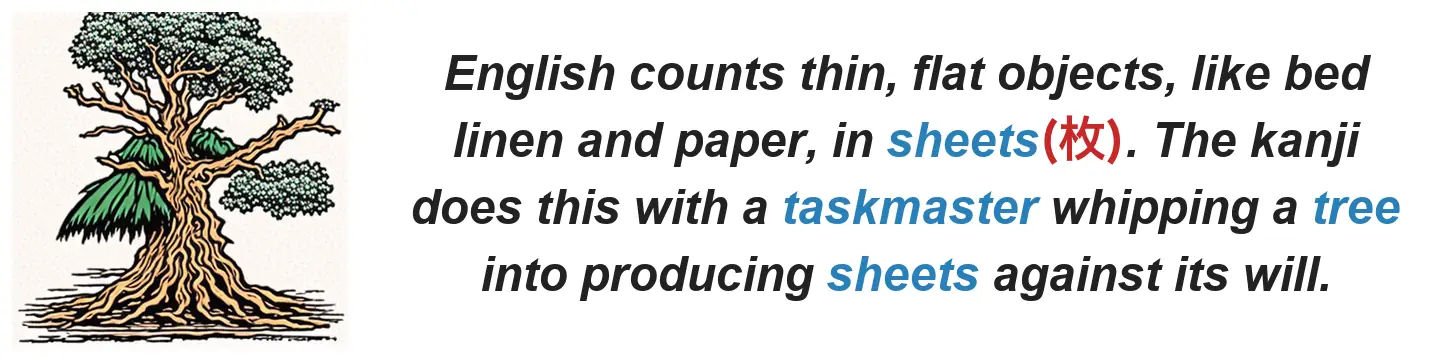 English counts thin, flat objects, like bed
linen and paper, in sheets(枚). The kanji
does this with a taskmaster whipping a tree
into producing sheets against its will.